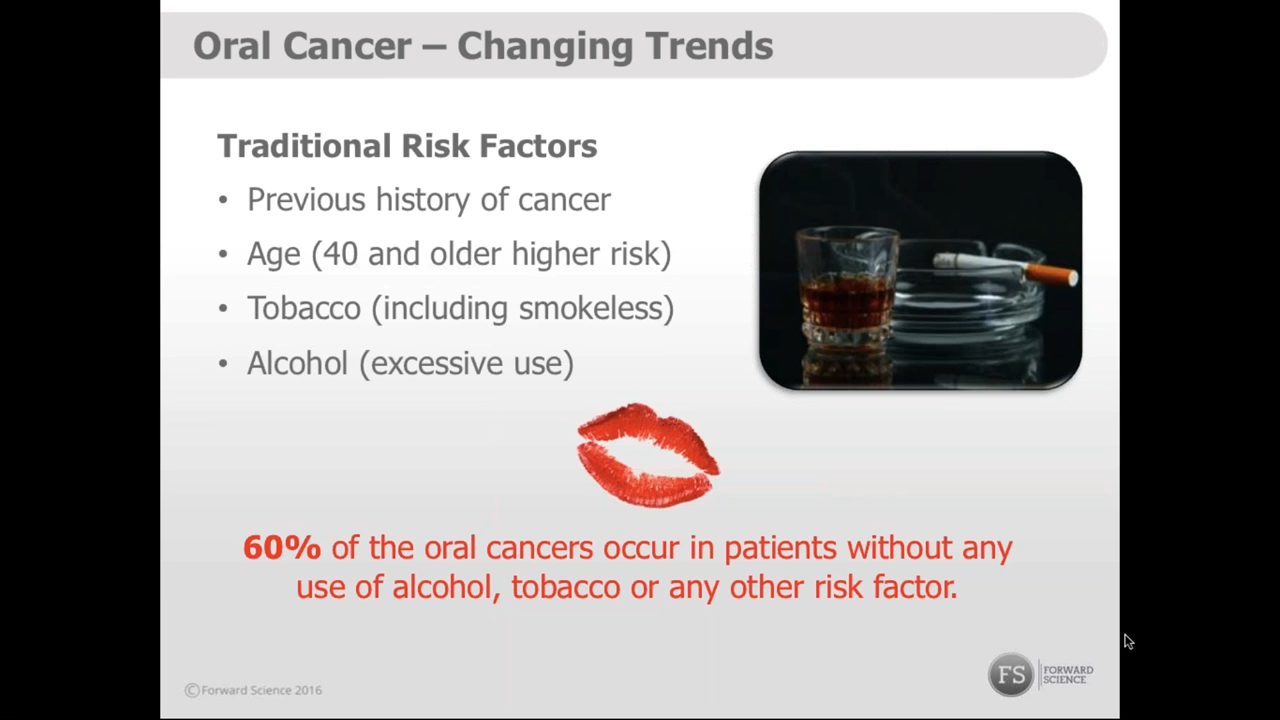 Oral Cancer – Changing Trends
Traditional Risk Factors
• Previous history of cancer
• Age (40 and older higher risk)
• Tobacco (including smokeless)
• Alcohol (excessive use)
60% of the oral cancers occur in patients without any
use of alcohol, tobacco or any other risk factor.
©Forward Science 2016
FS
FORWARD
SCIENCE